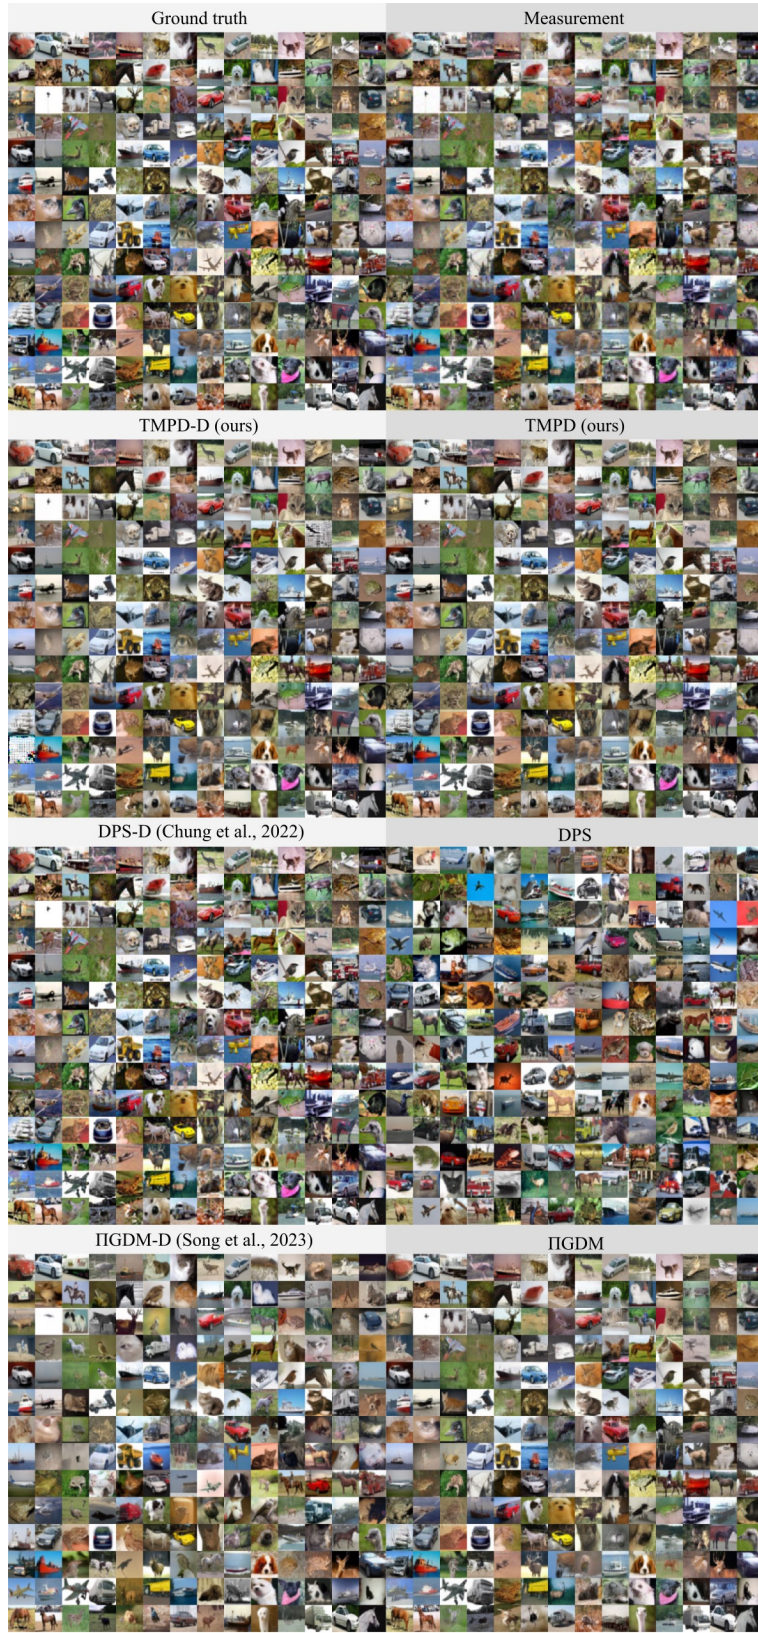 Ground truth
Measurement
TMPD-D (ours)
TMPD (ours)
DPS-D (Chung et al., 2022)
DPS
ΠGDM-D (Song et al., 2023)
ΠGDM